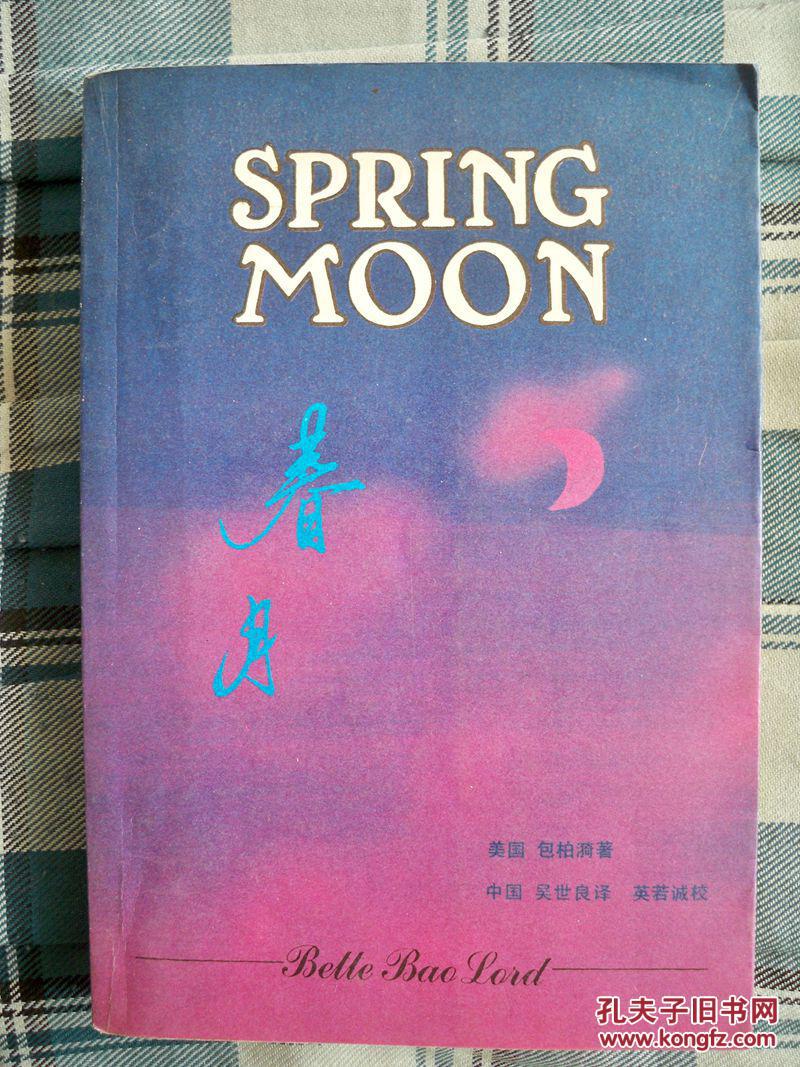 SPRING
MOON
春
月
美国 包柏漪著
中国 吴世良译 英若诚校
Bette Bao Lord
孔夫子旧书网
www.kongfz.com